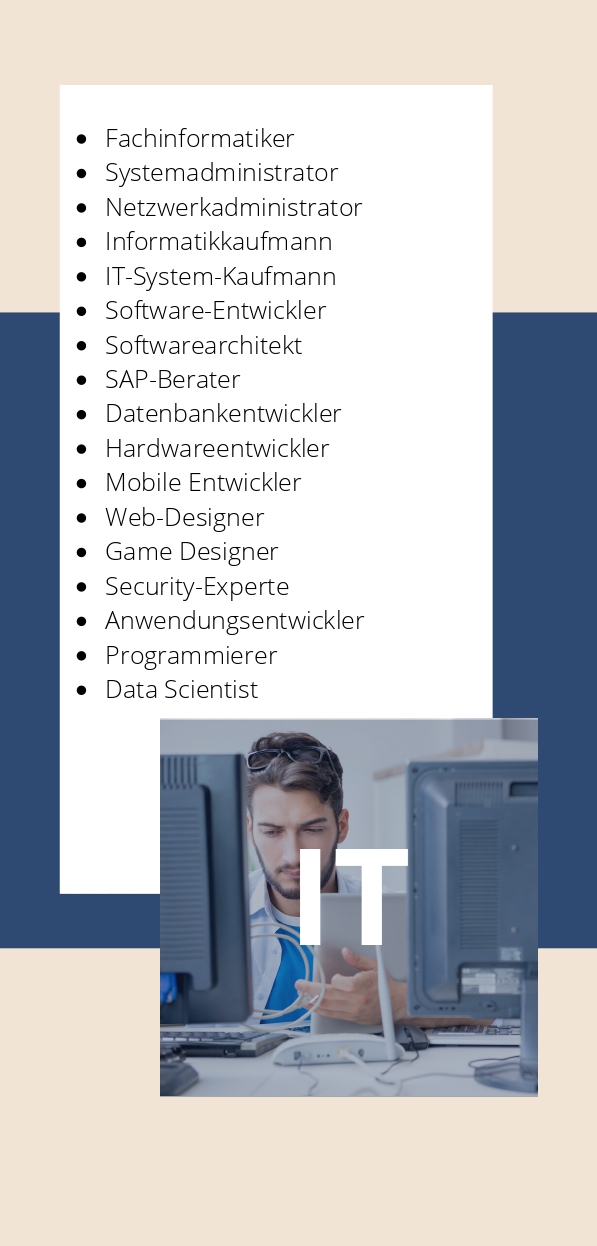 Fachinformatiker
Systemadministrator
Netzwerkadministrator
Informatikkaufmann
IT-System-Kaufmann
Software-Entwickler
Softwarearchitekt
SAP-Berater
Datenbankentwickler
Hardwareentwickler
Mobile Entwickler
Web-Designer
Game Designer
Security-Experte
Anwendungsentwickler
Programmierer
Data Scientist
IT